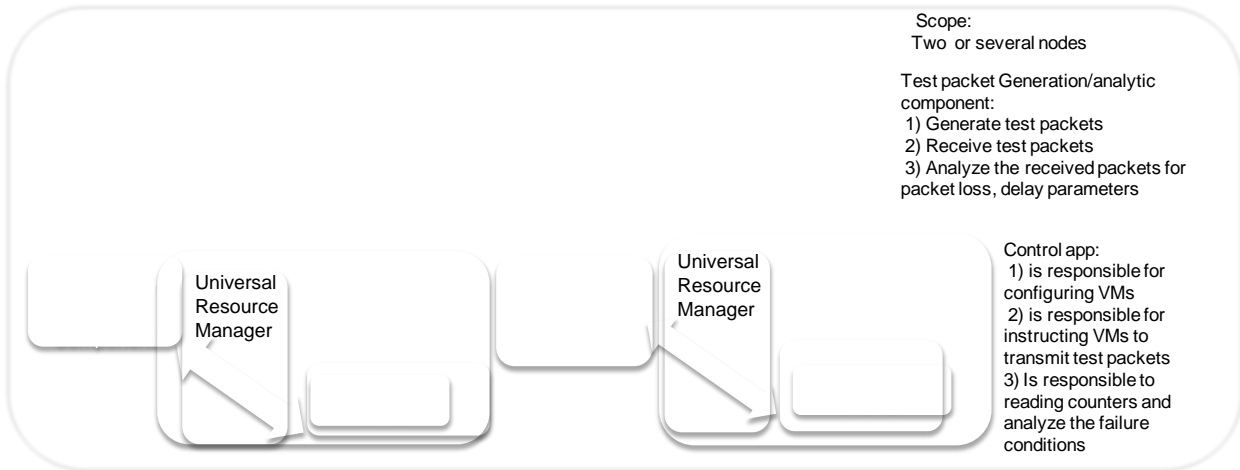 Scope:
Two or several nodes
Test packet Generation/analytic
component:
1) Generate test packets
2) Receive test packets
3) Analyze the received packets for
packet loss, delay parameters
Universal
Resource
Manager
Universal
Resource
Manager
Control app:
1) is responsible for
configuring VMs
2) is responsible for
instructing VMs to
transmit test packets
3) Is responsible to
reading counters and
analyze the failure
conditions